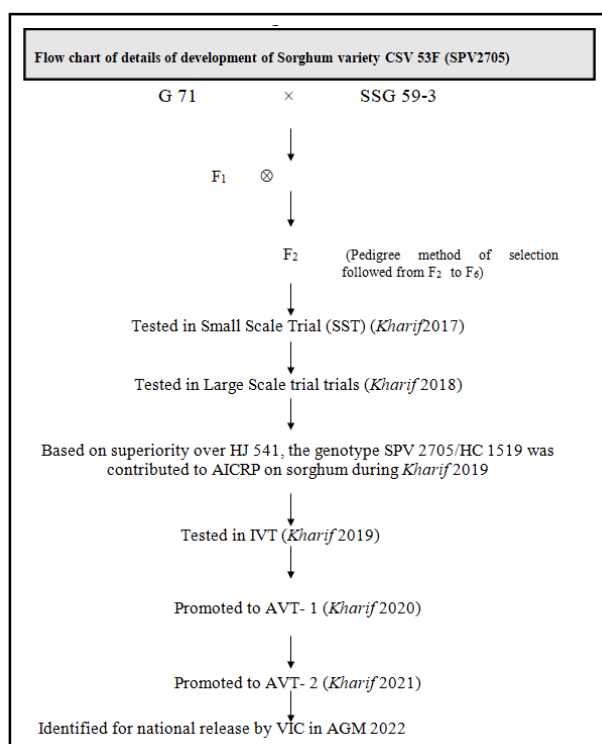 Flow chart of details of development of Sorghum variety CSV 53F (SPV2705)
G 71 × SSG 59-3
F1 ⊗
F2 (Pedigree method of selection
followed from F2 to F6)
Tested in Small Scale Trial (SST) (Kharif2017)
Tested in Large Scale trial trials (Kharif 2018)
Based on superiority over HJ 541, the genotype SPV 2705/HC 1519 was
contributed to AICRP on sorghum during Kharif 2019
Tested in IVT (Kharif 2019)
Promoted to AVT- 1 (Kharif 2020)
Promoted to AVT- 2 (Kharif 2021)
Identified for national release by VIC in AGM 2022